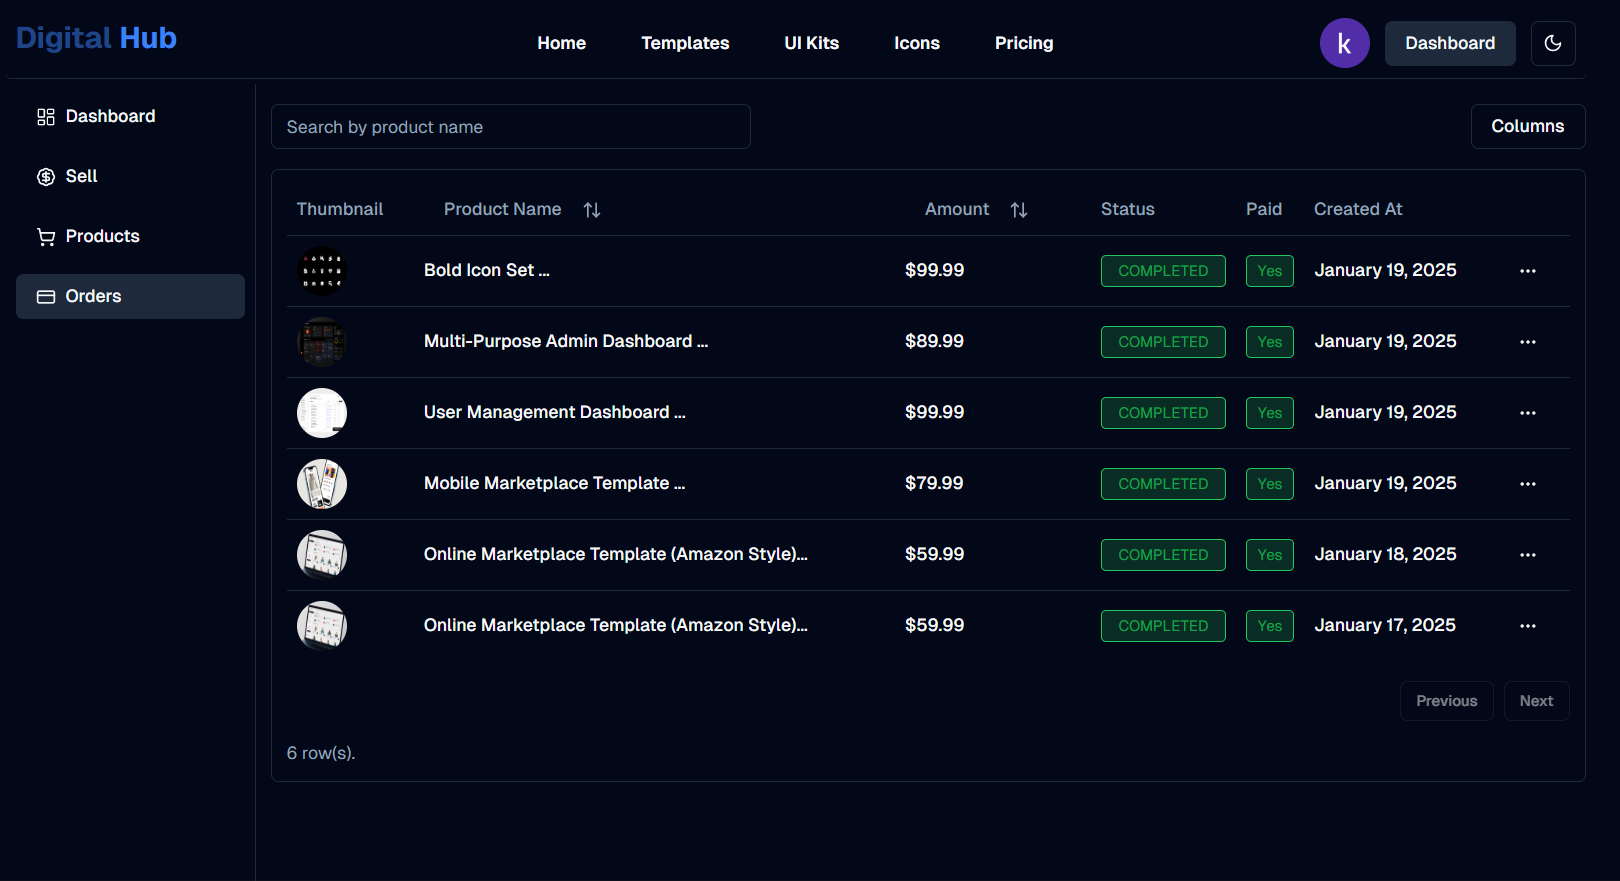 Digital Hub
Home Templates UI Kits Icons Pricing
k Dashboard
Dashboard
Sell
Products
Orders
Search by product name
Columns
Thumbnail Product Name Amount Status Paid Created At
Bold Icon Set ... $99.99 COMPLETED Yes January 19, 2025 ...
Multi-Purpose Admin Dashboard ... $89.99 COMPLETED Yes January 19, 2025 ...
User Management Dashboard ... $99.99 COMPLETED Yes January 19, 2025 ...
Mobile Marketplace Template ... $79.99 COMPLETED Yes January 19, 2025 ...
Online Marketplace Template (Amazon Style)... $59.99 COMPLETED Yes January 18, 2025 ...
Online Marketplace Template (Amazon Style)... $59.99 COMPLETED Yes January 17, 2025 ...
Previous Next
6 row(s).